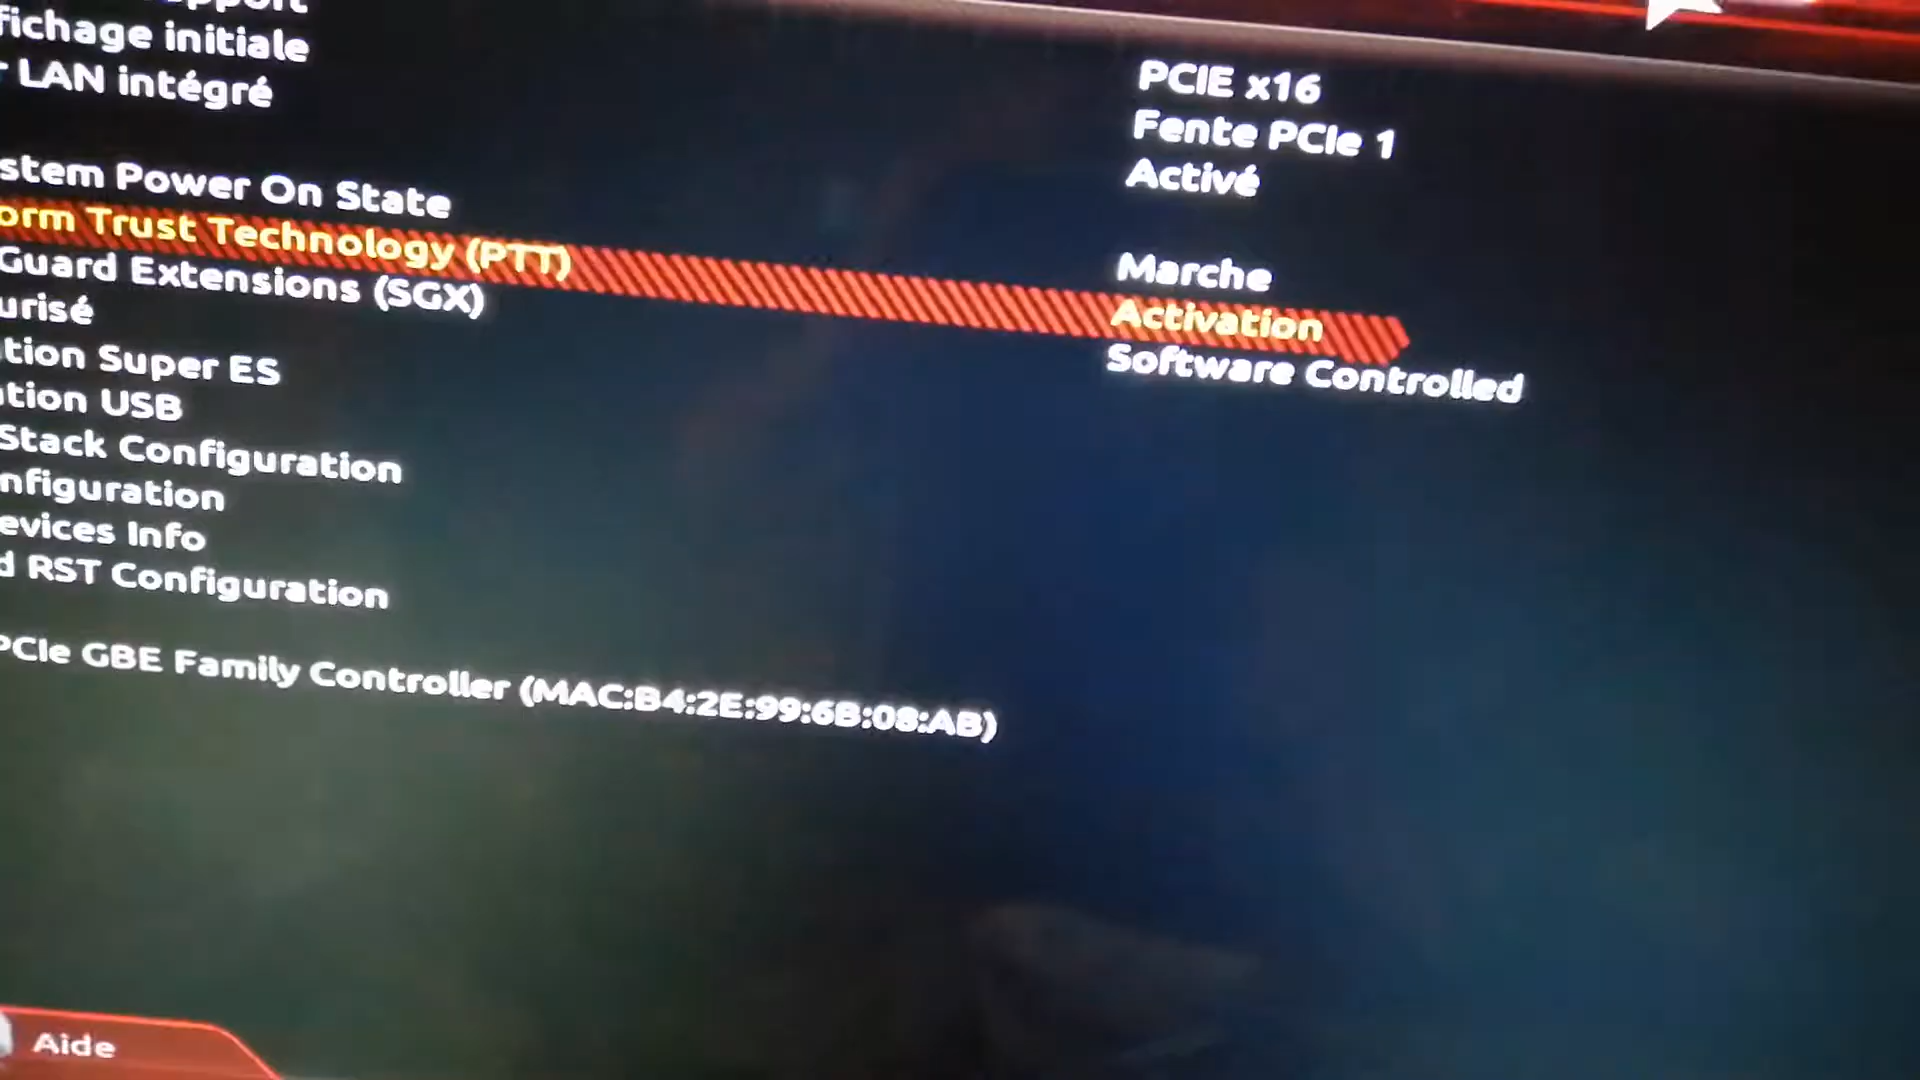 fichage initiale
LAN intégré
PCIE x16
Fente PCIe 1
Activé
stem Power On State
Marche
orm Trust Technology (PTT)
Activation
Guard Extensions (SGX)
Software Controlled
urisé
tion Super ES
tion USB
Stack Configuration
nfiguration
evices Info
d RST Configuration
PCIe GBE Family Controller (MAC:B4:2E:99:6B:08:AB)
Aide